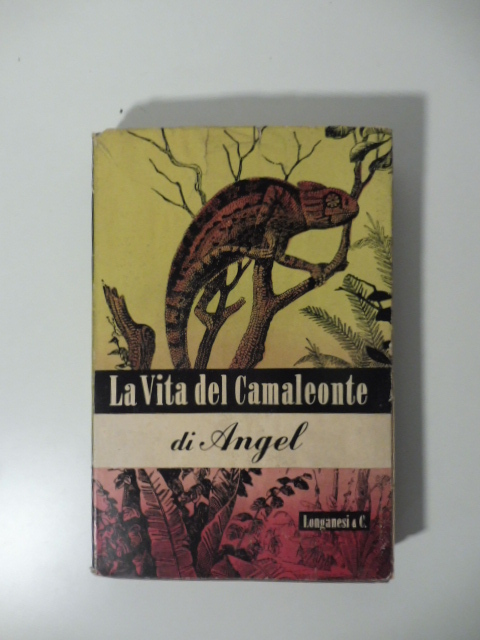 La Vita del Camaleonte
di Angel
Longanesi & C.